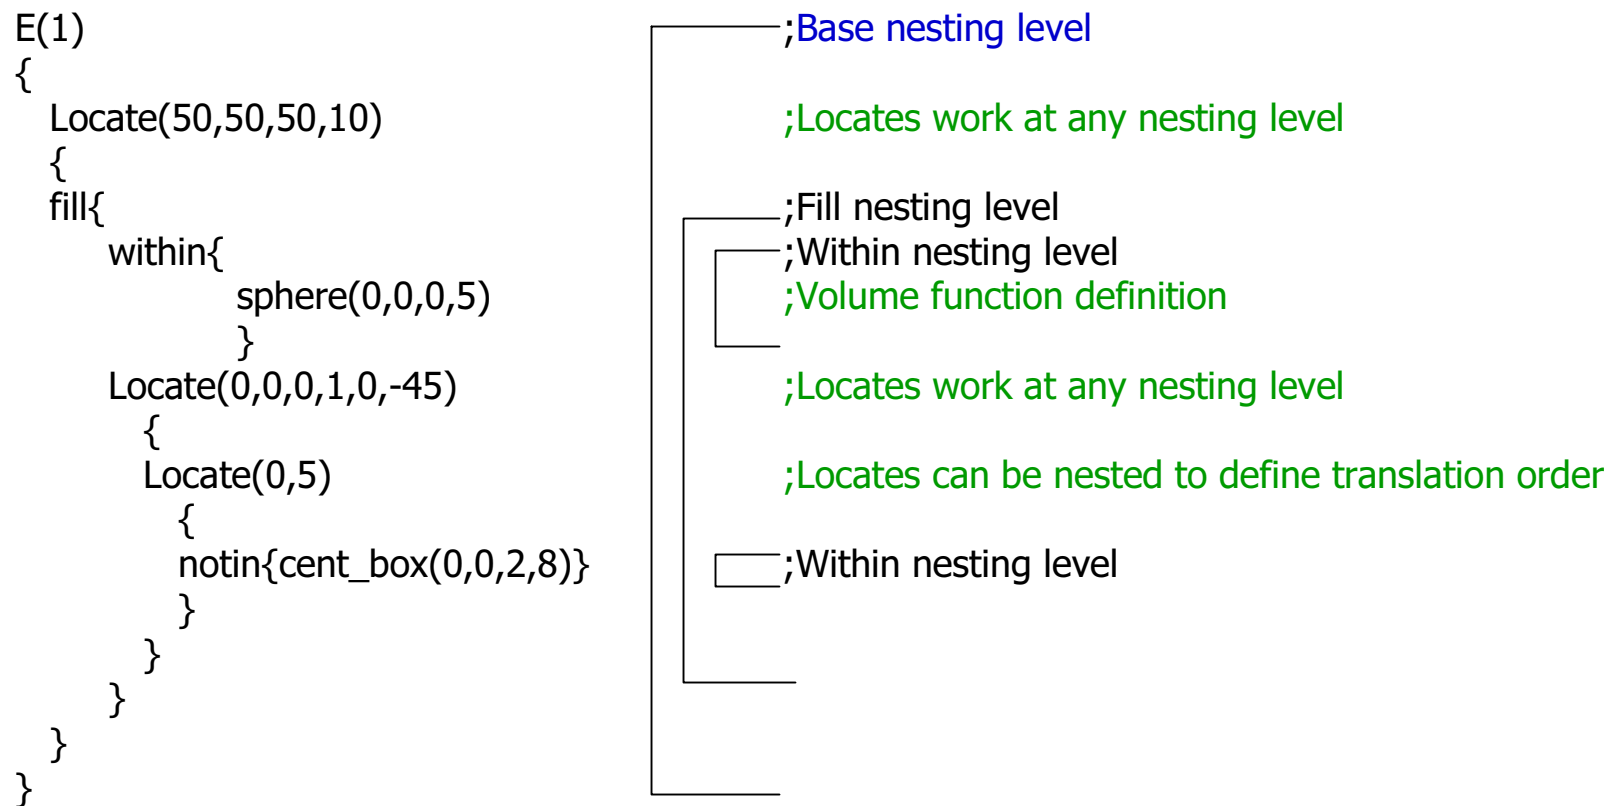 E(1) ;Base nesting level
{
Locate(50,50,50,10) ;Locates work at any nesting level
{
fill{ ;Fill nesting level
within{ ;Within nesting level
sphere(0,0,0,5) ;Volume function definition
}
Locate(0,0,0,1,0,-45) ;Locates work at any nesting level
{
Locate(0,5) ;Locates can be nested to define translation order
{
notin{cent_box(0,0,2,8)} ;Within nesting level
}
}
}
}
}